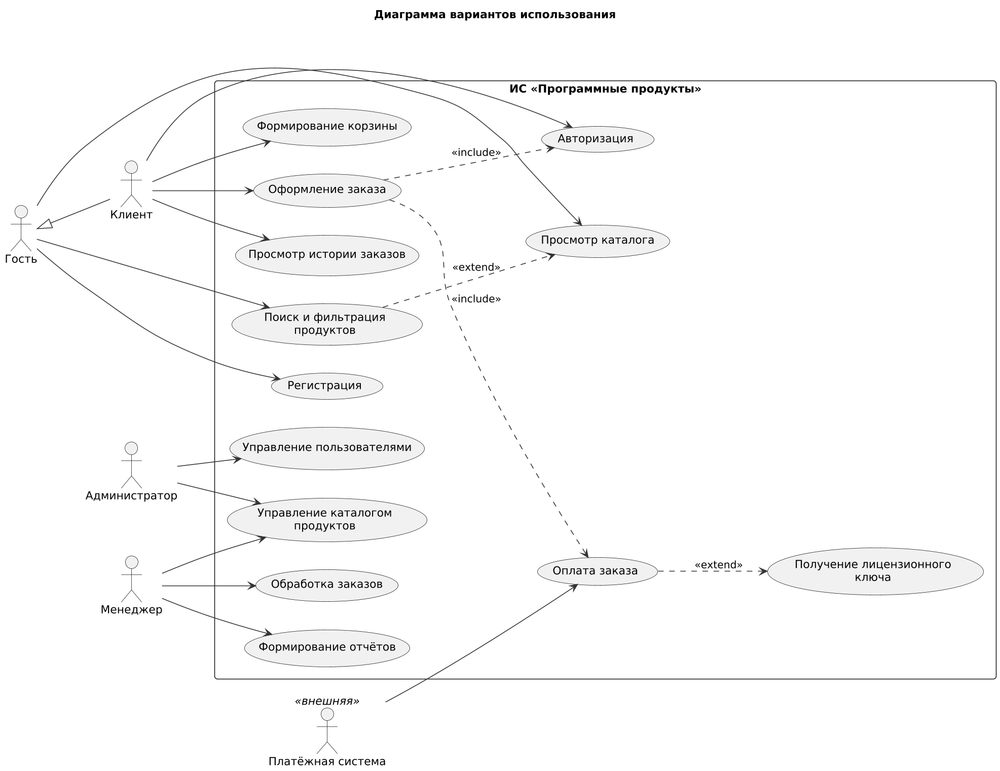 Диаграмма вариантов использования
ИС «Программные продукты»
Формирование корзины
Авторизация
«include»
Оформление заказа
Клиент
Просмотр каталога
Просмотр истории заказов
Гость
«extend»
«include»
Поиск и фильтрация
продуктов
Регистрация
Управление пользователями
Администратор
Управление каталогом
продуктов
Оплата заказа
«extend»
Получение лицензионного
ключа
Обработка заказов
Менеджер
Формирование отчётов
«внешняя»
Платёжная система